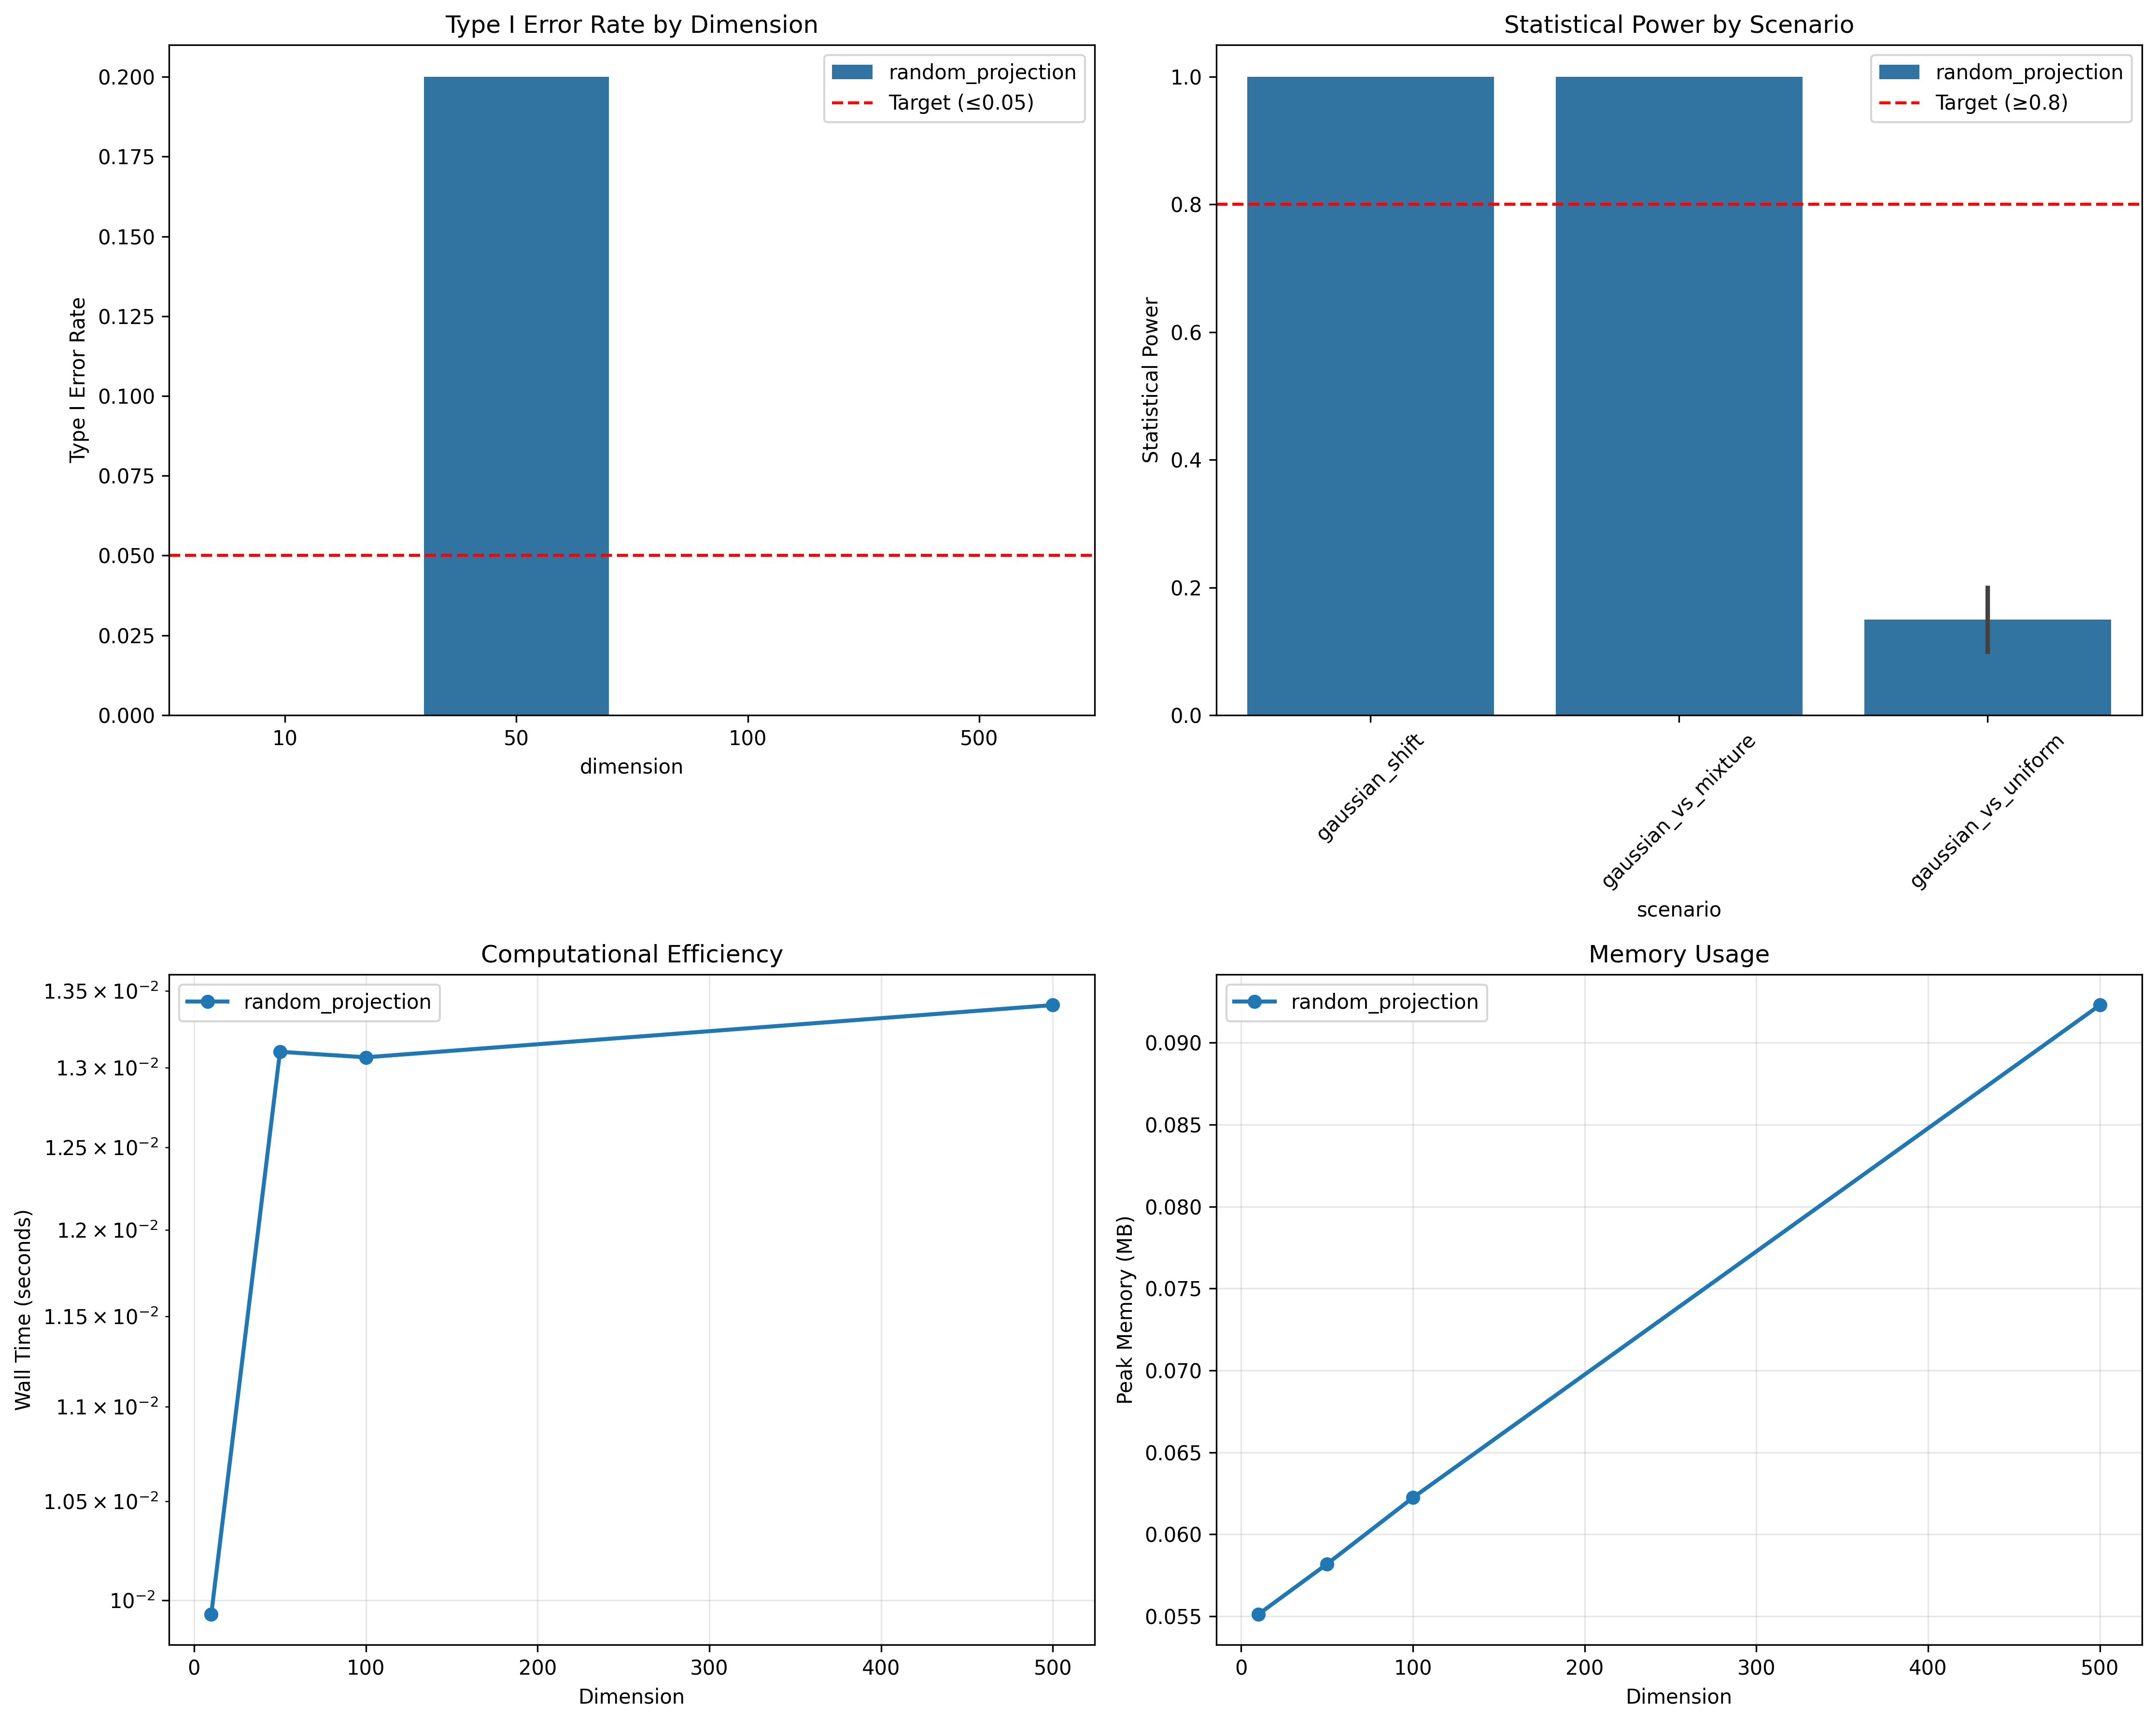 Type I Error Rate by Dimension
random_projection
Target (≤0.05)
0.200
0.175
0.150
0.125
0.100
0.075
0.050
0.025
0.000
Type I Error Rate
10 50 100 500
dimension
Statistical Power by Scenario
random_projection
Target (≥0.8)
1.0
0.8
0.6
0.4
0.2
0.0
Statistical Power
gaussian_shift
gaussian_vs_mixture
gaussian_vs_uniform
scenario
Computational Efficiency
random_projection
1.35 × 10⁻²
1.3 × 10⁻²
1.25 × 10⁻²
1.2 × 10⁻²
1.15 × 10⁻²
1.1 × 10⁻²
1.05 × 10⁻²
10⁻²
Wall Time (seconds)
0 100 200 300 400 500
Dimension
Memory Usage
random_projection
0.090
0.085
0.080
0.075
0.070
0.065
0.060
0.055
Peak Memory (MB)
0 100 200 300 400 500
Dimension